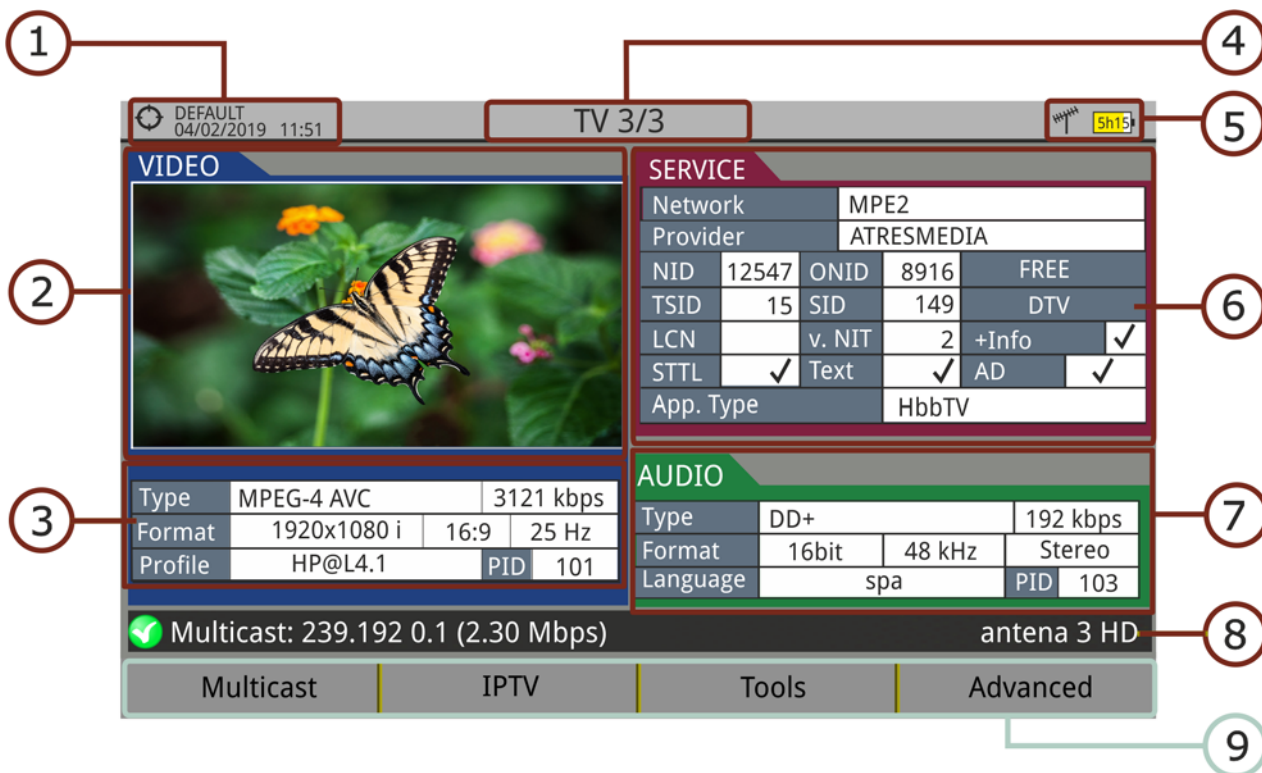 1
4
DEFAULT
04/02/2019 11:51
TV 3/3
5h15
5
VIDEO
2
SERVICE
Network MPE2
Provider ATRESMEDIA
NID 12547 ONID 8916 FREE
TSID 15 SID 149 DTV
LCN v. NIT 2 +Info ✓
STTL ✓ Text ✓ AD ✓
App. Type HbbTV
6
3
Type MPEG-4 AVC 3121 kbps
Format 1920x1080 i 16:9 25 Hz
Profile HP@L4.1 PID 101
AUDIO
Type DD+ 192 kbps
Format 16bit 48 kHz Stereo
Language spa PID 103
7
Multicast: 239.192 0.1 (2.30 Mbps) antena 3 HD
8
Multicast IPTV Tools Advanced
9